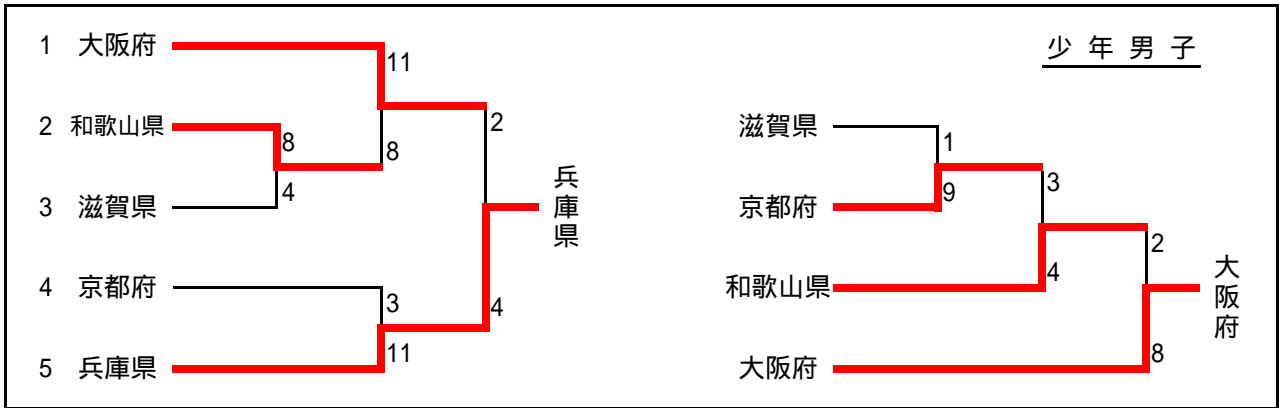 少年男子
1 大阪府
11
2 和歌山県
8
8
2
4
3 滋賀県
兵庫県
4 京都府
3
4
11
5 兵庫県
滋賀県
1
9
3
京都府
和歌山県
4
2
大阪府
8
大阪府